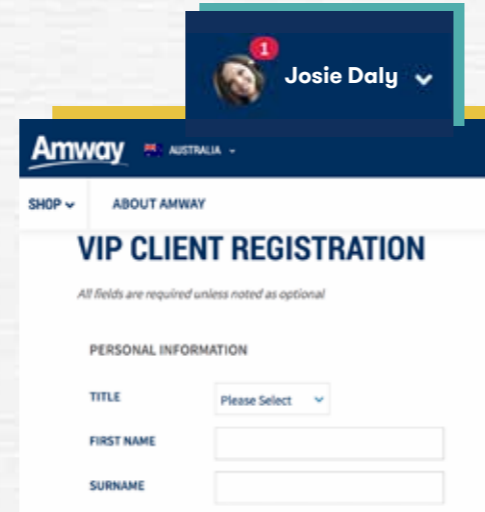 1
Josie Daly
Amway AUSTRALIA
SHOP ABOUT AMWAY
VIP CLIENT REGISTRATION
All fields are required unless noted as optional
PERSONAL INFORMATION
TITLE Please Select
FIRST NAME
SURNAME